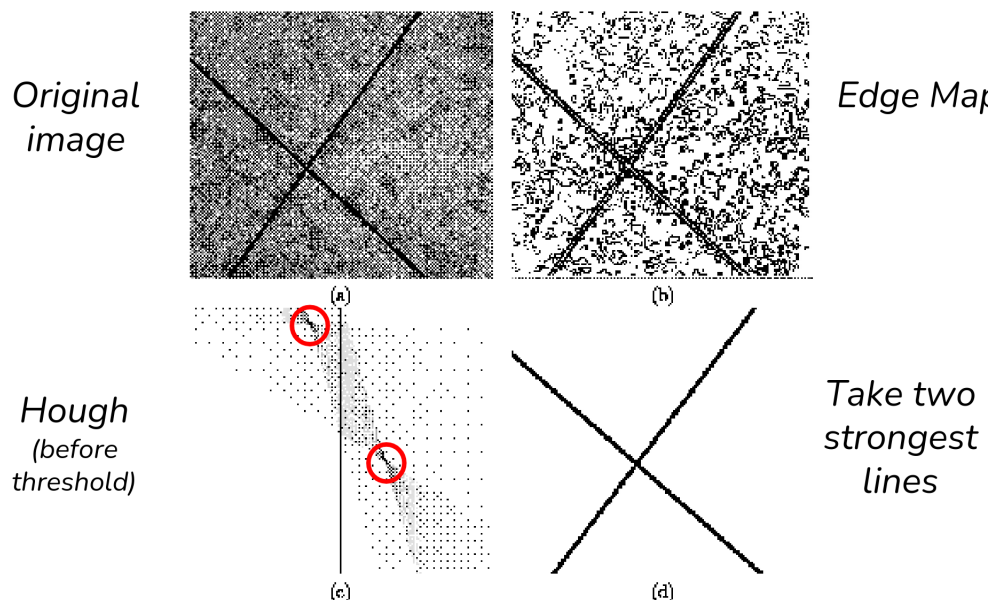 Original
image
Edge Map
(a)
(b)
Hough
(before
threshold)
Take two
strongest
lines
(c)
(d)